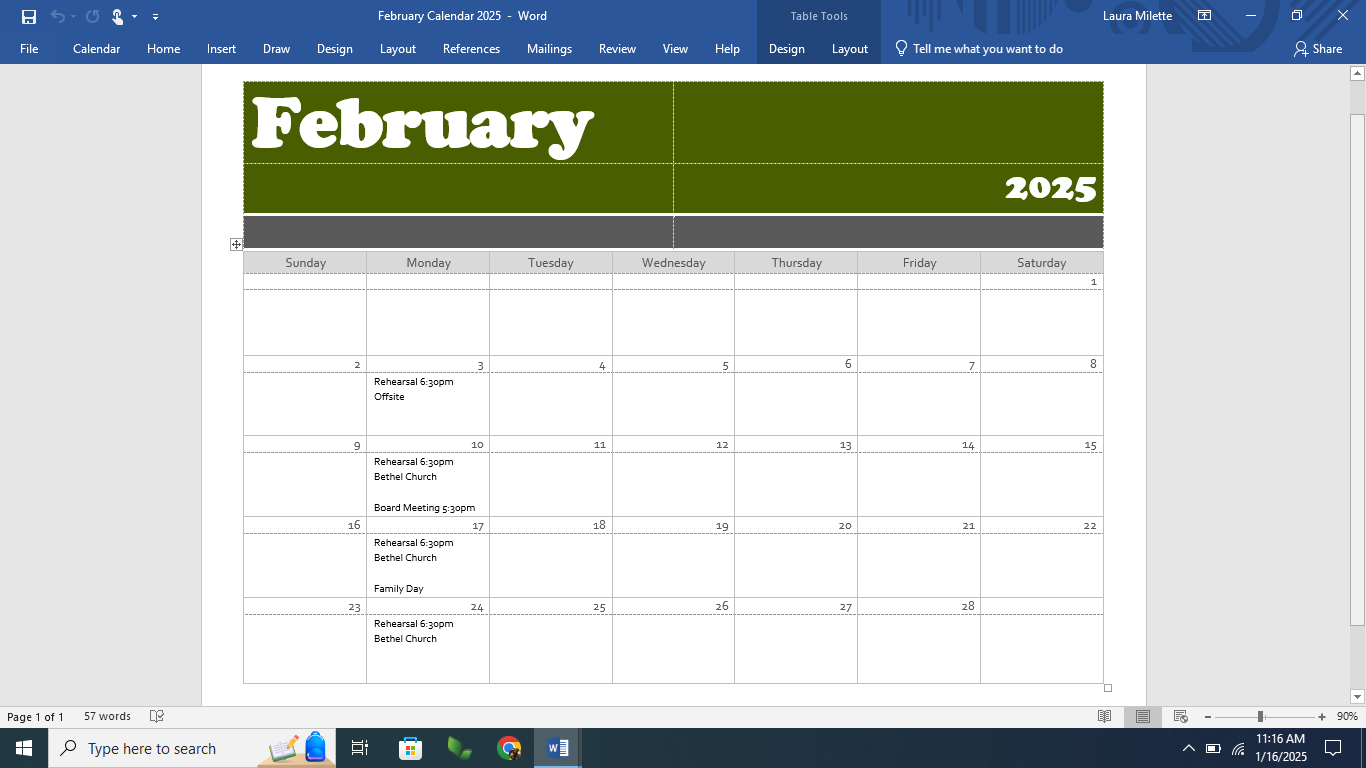 February Calendar 2025 - Word
Table Tools
Laura Milette
File Calendar Home Insert Draw Design Layout References Mailings Review View Help Design Layout Tell me what you want to do Share
February
2025
Sunday Monday Tuesday Wednesday Thursday Friday Saturday
1
2 3 4 5 6 7 8
Rehearsal 6:30pm
Offsite
9 10 11 12 13 14 15
Rehearsal 6:30pm
Bethel Church
Board Meeting 5:30pm
16 17 18 19 20 21 22
Rehearsal 6:30pm
Bethel Church
Family Day
23 24 25 26 27 28
Rehearsal 6:30pm
Bethel Church
Page 1 of 1 57 words 90%
Type here to search
11:16 AM
1/16/2025